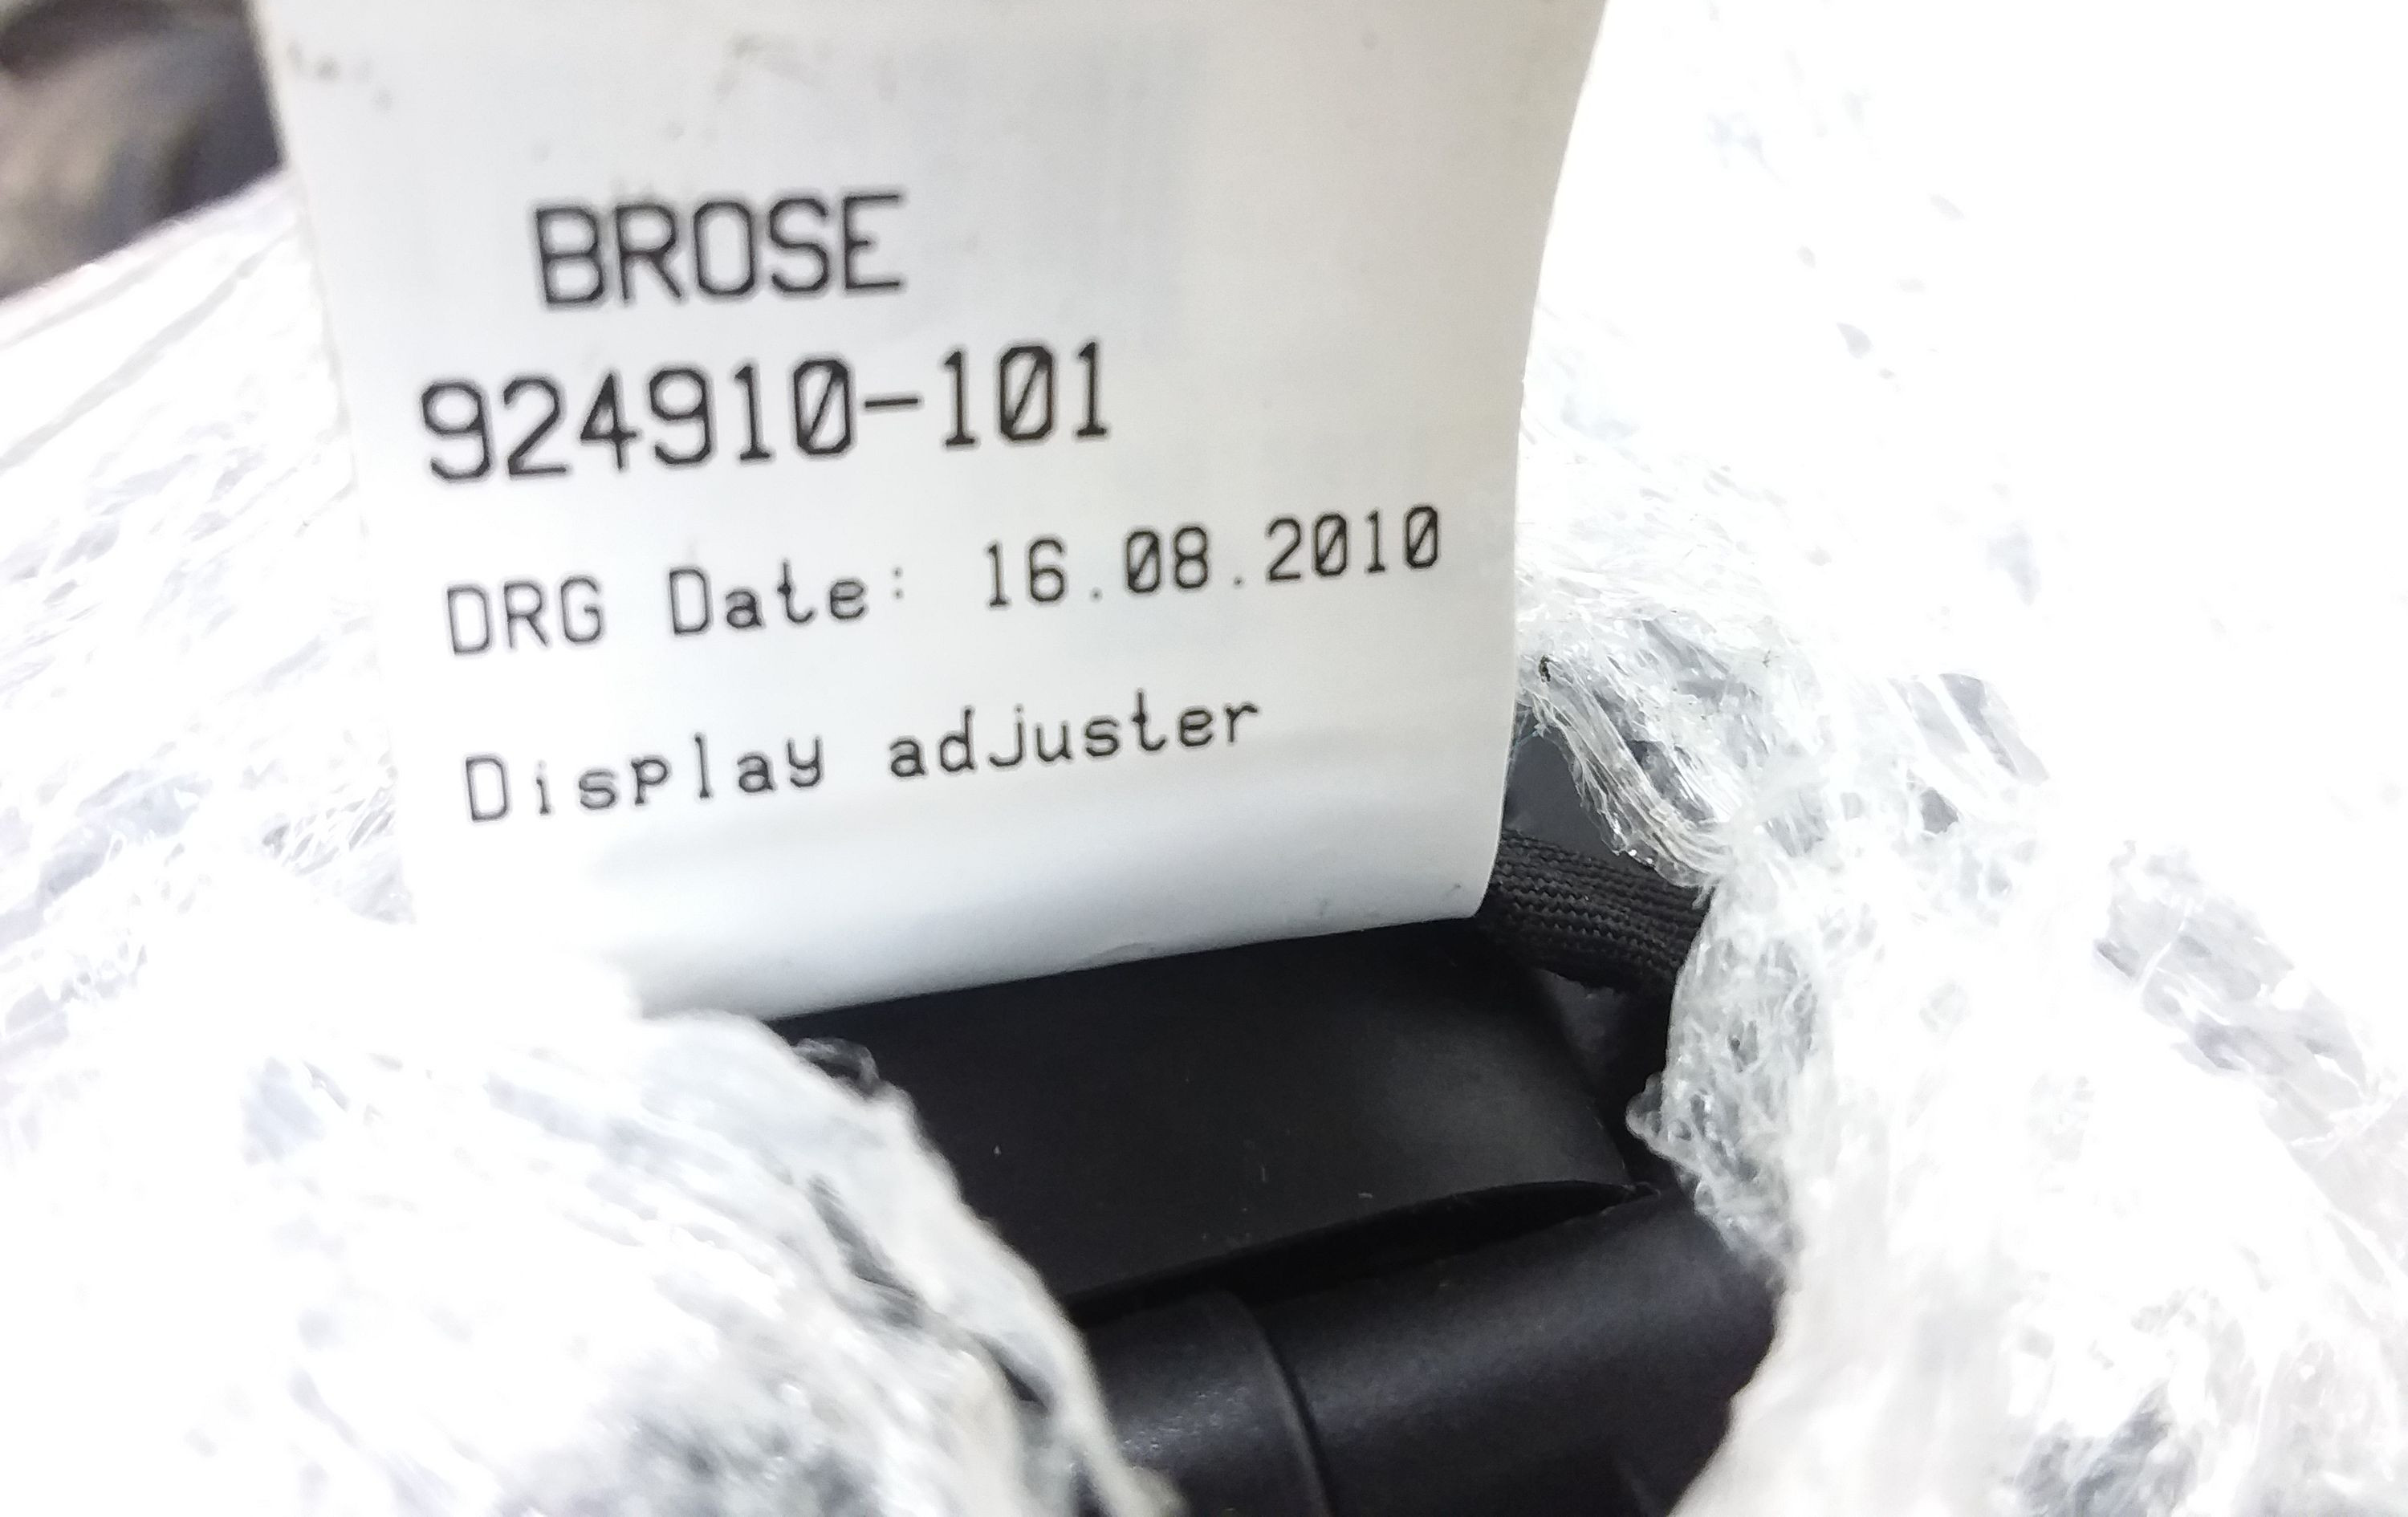 BROSE
924910-101
DRG Date: 16.08.2010
Display adjuster